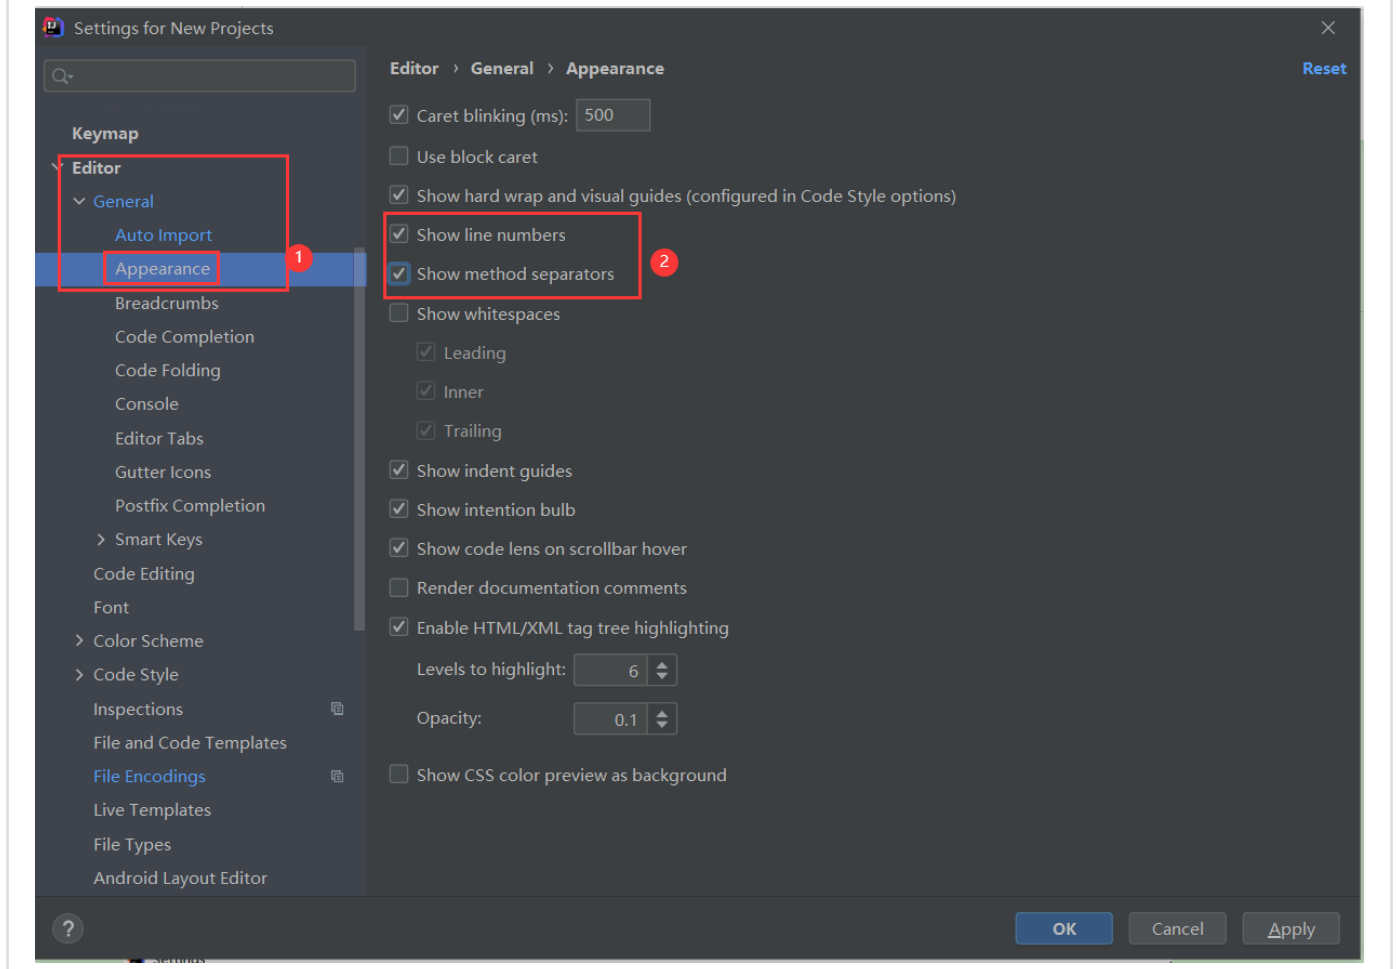 Settings for New Projects
Editor › General › Appearance
Reset
Keymap
Editor
General
Auto Import
Appearance
1
Breadcrumbs
Code Completion
Code Folding
Console
Editor Tabs
Gutter Icons
Postfix Completion
Smart Keys
Code Editing
Font
Color Scheme
Code Style
Inspections
File and Code Templates
File Encodings
Live Templates
File Types
Android Layout Editor
Caret blinking (ms): 500
Use block caret
Show hard wrap and visual guides (configured in Code Style options)
Show line numbers
2
Show method separators
Show whitespaces
Leading
Inner
Trailing
Show indent guides
Show intention bulb
Show code lens on scrollbar hover
Render documentation comments
Enable HTML/XML tag tree highlighting
Levels to highlight: 6
Opacity: 0.1
Show CSS color preview as background
?
OK
Cancel
Apply
Settings